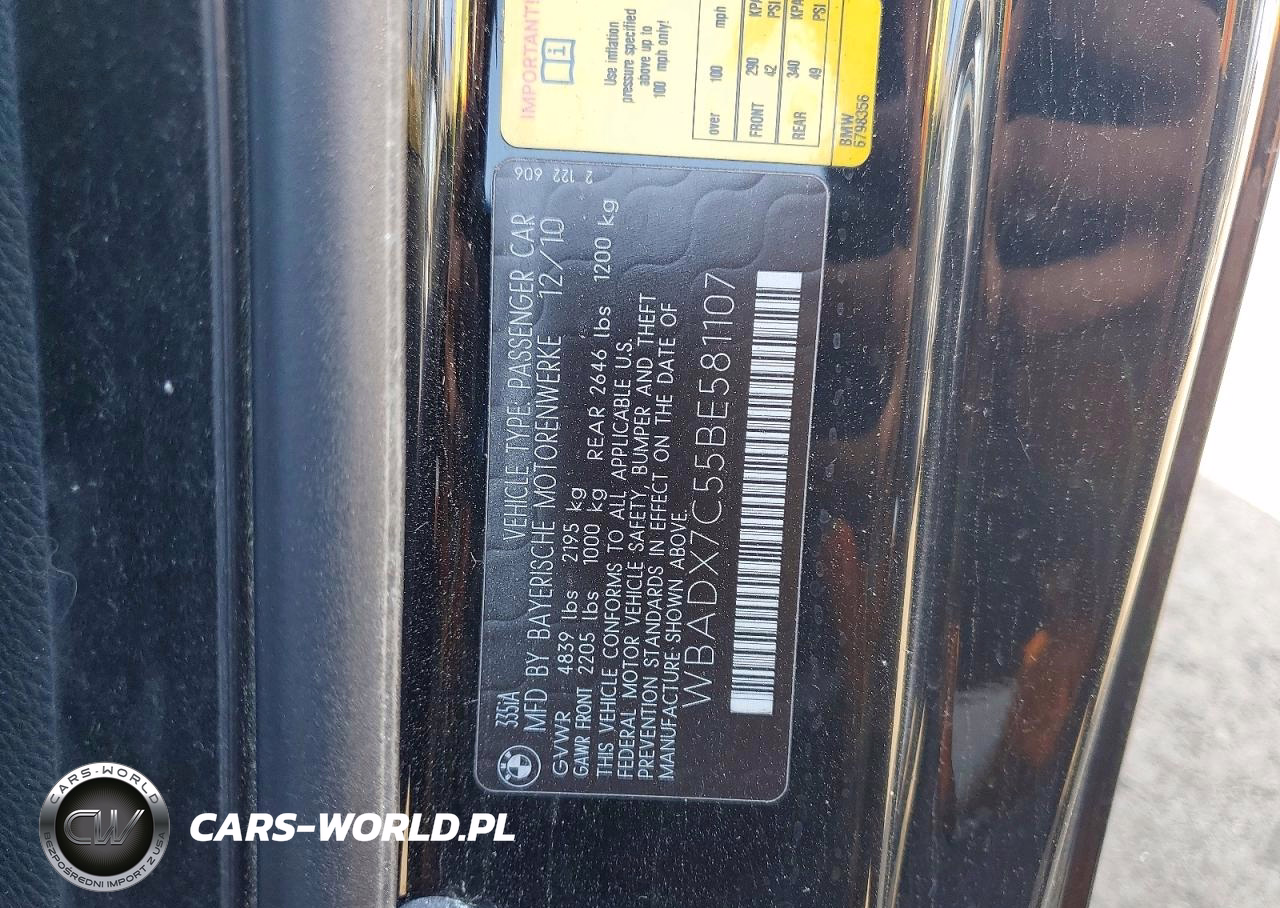 IMPORTANT!
Use inflation
pressure specified
above up to
100 mph only!
over 100 mph
FRONT 290 KPA
42 PSI
REAR 340 KPA
49 PSI
BMW
6798356
2 122 606
335iA VEHICLE TYPE: PASSENGER CAR
MFD BY BAYERISCHE MOTORENWERKE 12/10
GVWR 4839 lbs 2195 kg
GAWR FRONT 2205 lbs 1000 kg REAR 2646 lbs 1200 kg
THIS VEHICLE CONFORMS TO ALL APPLICABLE U.S.
FEDERAL MOTOR VEHICLE SAFETY, BUMPER AND THEFT
PREVENTION STANDARDS IN EFFECT ON THE DATE OF
MANUFACTURE SHOWN ABOVE.
WBADX7C55BE581107
CARS-WORLD
CW
BEZPOŚREDNI IMPORT Z USA
CARS-WORLD.PL